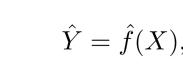 Ŷ = f̂(X),